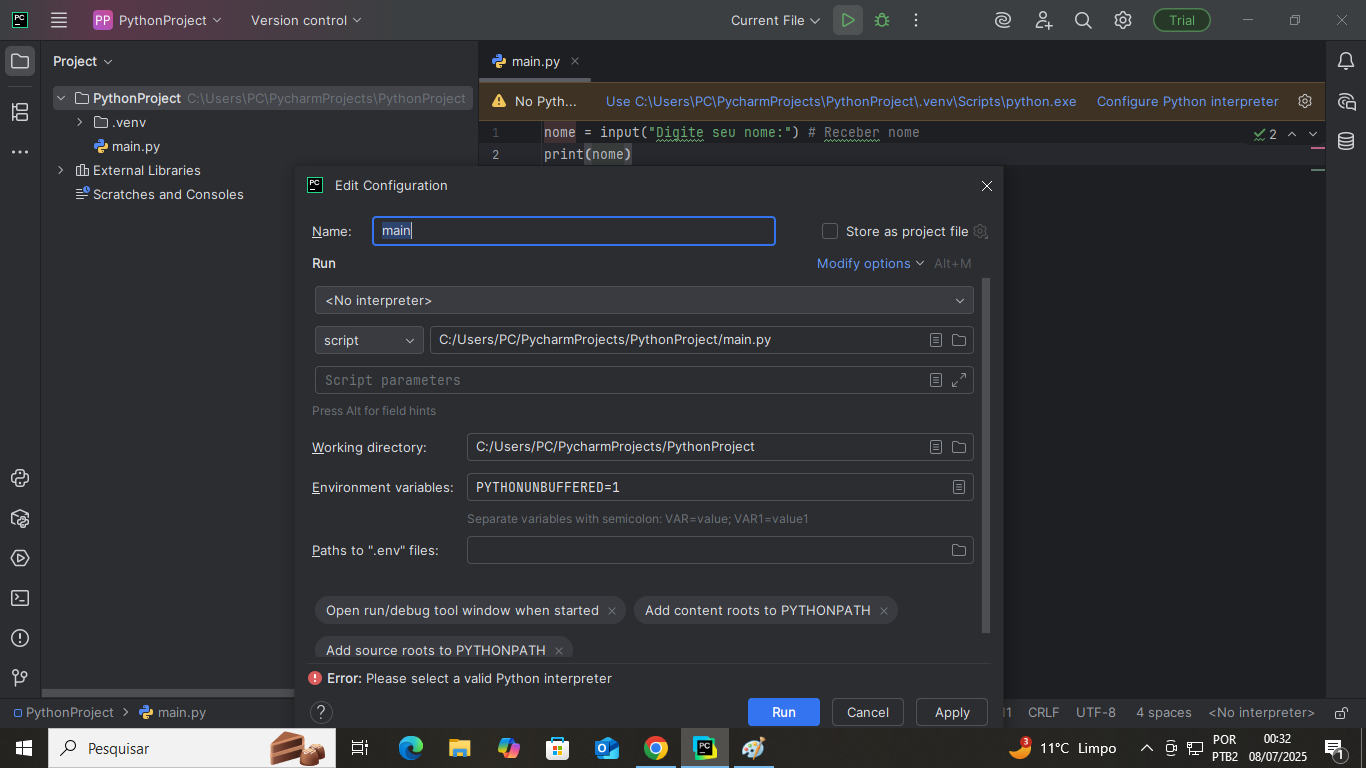 PC PP PythonProject Version control Current File Trial
Project
main.py
PythonProject C:\Users\PC\PycharmProjects\PythonProject
No Pyth... Use C:\Users\PC\PycharmProjects\PythonProject\.venv\Scripts\python.exe Configure Python interpreter
.venv
1 nome = input("Digite seu nome:") # Receber nome
2
main.py
2 print(nome)
External Libraries
Scratches and Consoles
PC Edit Configuration
Name: main Store as project file
Run Modify options Alt+M
<No interpreter>
script C:/Users/PC/PycharmProjects/PythonProject/main.py
Script parameters
Press Alt for field hints
Working directory: C:/Users/PC/PycharmProjects/PythonProject
Environment variables: PYTHONUNBUFFERED=1
Separate variables with semicolon: VAR=value; VAR1=value1
Paths to ".env" files:
Open run/debug tool window when started Add content roots to PYTHONPATH
Add source roots to PYTHONPATH
Error: Please select a valid Python interpreter
? Run Cancel Apply
PythonProject main.py CRLF UTF-8 4 spaces <No interpreter>
Pesquisar PC 3 11°C Limpo POR PTB2 00:32 08/07/2025 1